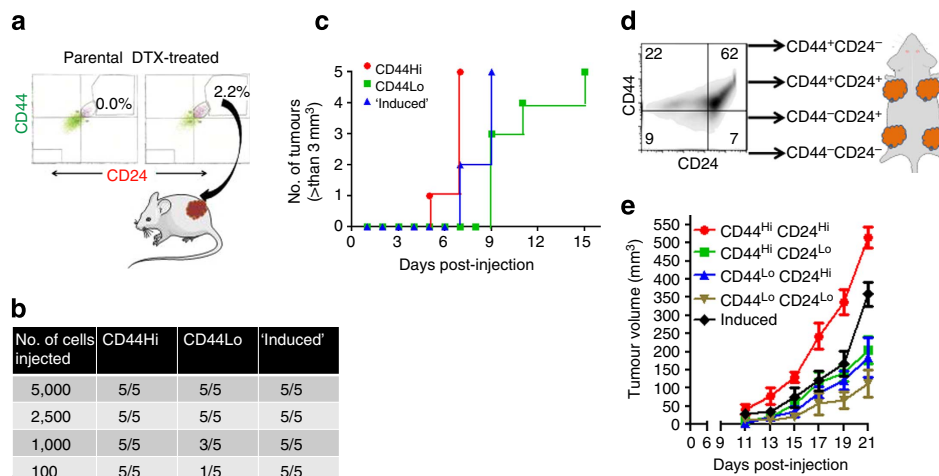 a
Parental DTX-treated
0.0%
2.2%
CD44
CD24
b
No. of cells injected CD44Hi CD44Lo 'Induced'
5,000 5/5 5/5 5/5
2,500 5/5 5/5 5/5
1,000 5/5 3/5 5/5
100 5/5 1/5 5/5
c
CD44Hi
CD44Lo
'Induced'
No. of tumours
(>than 3 mm³)
5
4
3
2
1
0
0 3 6 9 12 15
Days post-injection
d
22 62
9 7
CD44
CD24
CD44⁺CD24⁻
CD44⁺CD24⁺
CD44⁻CD24⁺
CD44⁻CD24⁻
e
CD44ᴴⁱ CD24ᴴⁱ
CD44ᴴⁱ CD24ᴸᵒ
CD44ᴸᵒ CD24ᴴⁱ
CD44ᴸᵒ CD24ᴸᵒ
Induced
Tumour volume (mm³)
550
500
450
400
350
300
250
200
150
100
50
0
0 6 9 11 13 15 17 19 21
Days post-injection